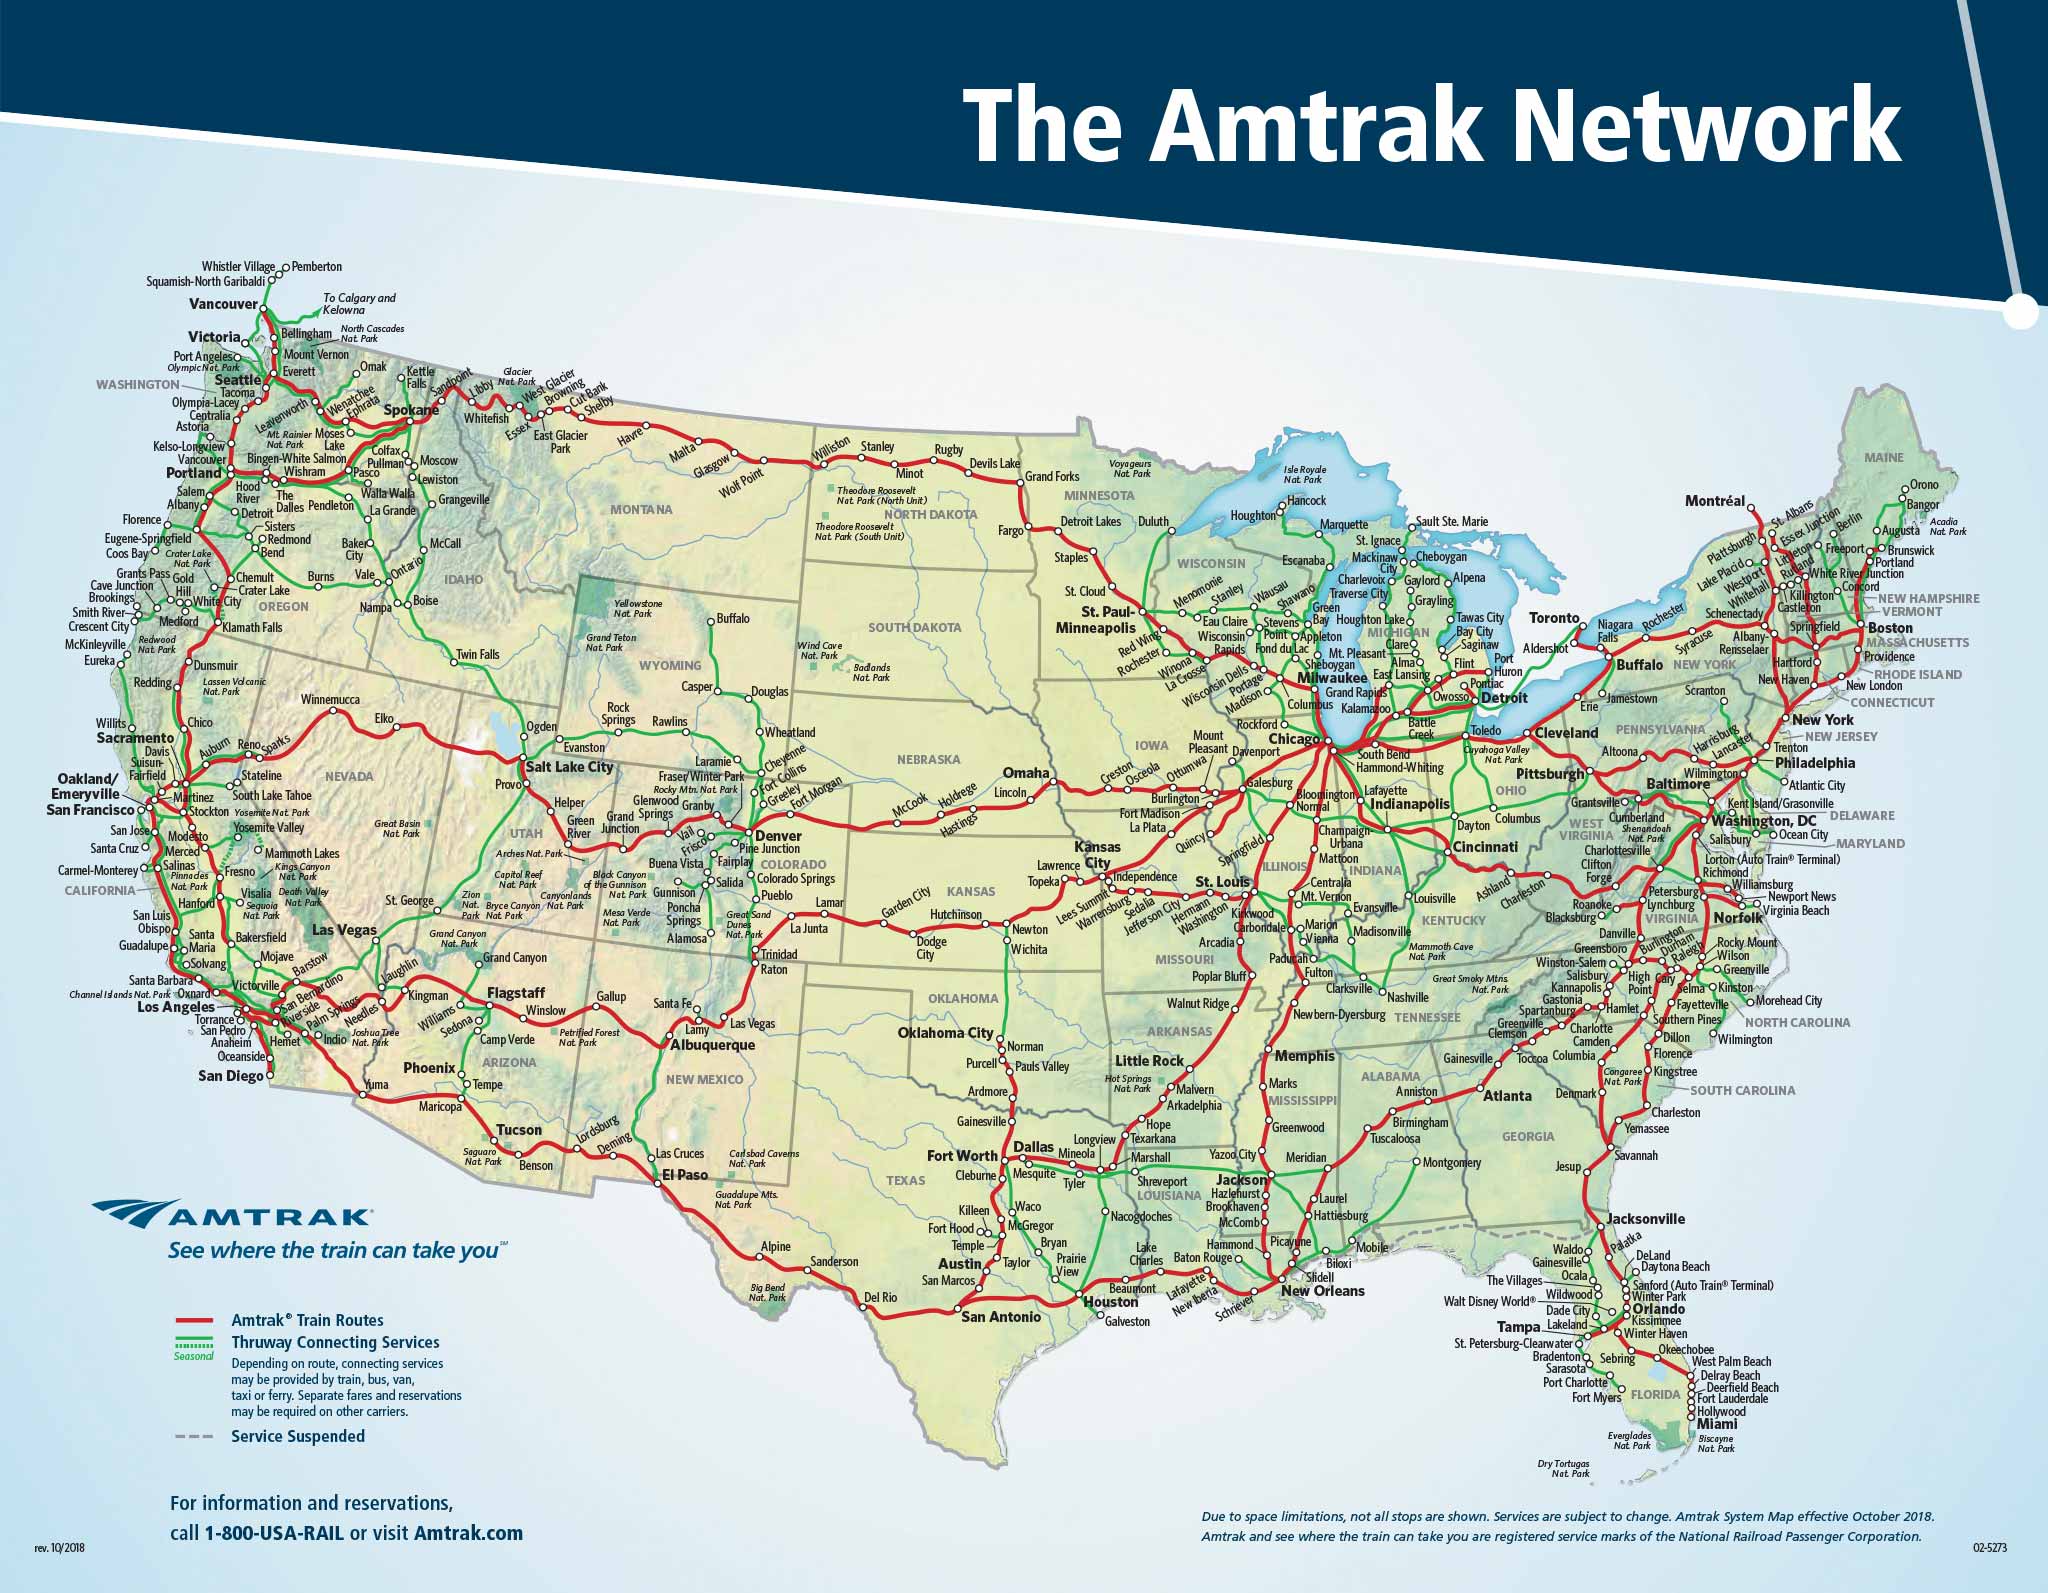 The Amtrak Network
Whistler Village
Pemberton
Squamish-North Garibaldi
Vancouver
To Calgary and
Kelowna
Victoria
Bellingham
North Cascades
Nat. Park
Port Angeles
Mount Vernon
Olympic Nat. Park
Everett
Omak
Kettle
Falls
WASHINGTON
Seattle
Tacoma
Olympia-Lacey
Centralia
Leavenworth
Wenatchee
Ephrata
Spokane
Sandpoint
Libby
Whitefish
Glacier
Nat. Park
West Glacier
Essex
Browning
Cut Bank
Shelby
East Glacier
Park
Astoria
Mt. Rainier
Nat. Park
Moses
Lake
Kelso-Longview
Vancouver
Bingen-White Salmon
Colfax
Pullman
Moscow
Portland
Wishram
Pasco
Lewiston
Salem
Hood
River
The
Dalles
Pendleton
Walla Walla
Grangeville
Albany
Detroit
La Grande
Florence
Sisters
Eugene-Springfield
Redmond
Baker
City
McCall
Coos Bay
Crater Lake
Nat. Park
Bend
Grants Pass
Gold
Hill
Chemult
Burns
Vale
Ontario
IDAHO
Cave Junction
Crater Lake
Brookings
White City
OREGON
Nampa
Boise
Smith River
Medford
Crescent City
Klamath Falls
McKinleyville
Redwood
Nat. Park
Eureka
Dunsmuir
Twin Falls
Redding
Lassen Volcanic
Nat. Park
Winnemucca
Elko
Willits
Chico
Ogden
Sacramento
Davis
Auburn
Reno
Sparks
Salt Lake City
Suisun-
Fairfield
Stateline
NEVADA
Provo
Oakland/
Emeryville
Martinez
South Lake Tahoe
San Francisco
Stockton
Yosemite Nat. Park
San Jose
Modesto
Yosemite Valley
Great Basin
Nat. Park
Santa Cruz
Merced
Mammoth Lakes
Carmel-Monterey
Salinas
Fresno
Kings Canyon
Nat. Park
Pinnacles
Nat. Park
CALIFORNIA
Visalia
Sequoia
Nat. Park
Death Valley
Nat. Park
Hanford
San Luis
Obispo
Santa
Maria
Bakersfield
Las Vegas
St. George
Guadalupe
Solvang
Mojave
Barstow
Laughlin
Santa Barbara
Victorville
San Bernardino
Channel Islands Nat. Park
Oxnard
Riverside
Palm Springs
Needles
Los Angeles
Torrance
San Pedro
Anaheim
Hemet
Indio
Joshua Tree
Nat. Park
Oceanside
San Diego
Yuma
MONTANA
Havre
Malta
Glasgow
Wolf Point
Williston
Stanley
Minot
Rugby
Devils Lake
Grand Forks
Theodore Roosevelt
Nat. Park (North Unit)
NORTH DAKOTA
Theodore Roosevelt
Nat. Park (South Unit)
Fargo
Yellowstone
Nat. Park
Buffalo
Grand Teton
Nat. Park
WYOMING
SOUTH DAKOTA
Wind Cave
Nat. Park
Badlands
Nat. Park
Casper
Douglas
Rock
Springs
Rawlins
Wheatland
Evanston
Laramie
Cheyenne
Fraser/Winter Park
Rocky Mtn. Nat. Park
Fort Collins
Greeley
Fort Morgan
NEBRASKA
Helper
Glenwood
Springs
Granby
McCook
Holdrege
Hastings
Lincoln
Omaha
Green
River
Grand
Junction
UTAH
Vail
Frisco
Denver
Pine Junction
Arches Nat. Park
Buena Vista
Fairplay
COLORADO
Capitol Reef
Nat. Park
Black Canyon
of the Gunnison
Nat. Park
Salida
Colorado Springs
Zion
Nat.
Park
Bryce Canyon
Nat. Park
Canyonlands
Nat. Park
Gunnison
Pueblo
Mesa Verde
Nat. Park
Poncha
Springs
Great Sand
Dunes
Nat. Park
Lamar
La Junta
Garden City
Dodge
City
Hutchinson
KANSAS
Newton
Wichita
Topeka
Lawrence
Grand Canyon
Nat. Park
Alamosa
Trinidad
Raton
Grand Canyon
Kingman
Williams
Flagstaff
Winslow
Gallup
Santa Fe
Lamy
Las Vegas
Sedona
Camp Verde
Petrified Forest
Nat. Park
Albuquerque
ARIZONA
Phoenix
Tempe
NEW MEXICO
Maricopa
Tucson
Lordsburg
Deming
Saguaro
Nat. Park
Benson
Las Cruces
Carlsbad Caverns
Nat. Park
El Paso
Guadalupe Mts.
Nat. Park
Alpine
Sanderson
Big Bend
Nat. Park
Del Rio
OKLAHOMA
Oklahoma City
Norman
Purcell
Pauls Valley
Ardmore
Gainesville
Fort Worth
Dallas
Mineola
Longview
Marshall
Texarkana
Cleburne
Mesquite
Tyler
TEXAS
Killeen
Waco
McGregor
Nacogdoches
Fort Hood
Temple
Bryan
Prairie
View
Austin
Taylor
San Marcos
San Antonio
Houston
Galveston
Beaumont
Lake
Charles
Lafayette
New Iberia
Schriever
Baton Rouge
Hammond
New Orleans
Slidell
Picayune
Biloxi
Mobile
Voyageurs
Nat. Park
MINNESOTA
Isle Royale
Nat. Park
Hancock
Houghton
Detroit Lakes
Duluth
Marquette
Sault Ste. Marie
Staples
St. Ignace
Mackinaw
City
Cheboygan
WISCONSIN
Escanaba
St. Cloud
Menomonie
Stanley
Wausau
Shawano
Charlevoix
Gaylord
Alpena
Traverse City
Grayling
St. Paul-
Minneapolis
Eau Claire
Stevens
Point
Green
Bay
Houghton Lake
Tawas City
Bay City
Saginaw
Red Wing
Rochester
Wisconsin
Rapids
Appleton
MICHIGAN
Clare
Winona
La Crosse
Fond du Lac
Sheboygan
Mt. Pleasant
Alma
Flint
Port
Huron
Wisconsin Dells
Portage
Madison
Milwaukee
East Lansing
Pontiac
Columbus
Grand Rapids
Owosso
Detroit
Rockford
Kalamazoo
Battle
Creek
Toledo
IOWA
Mount
Pleasant
Davenport
Chicago
South Bend
Hammond-Whiting
Creston
Osceola
Ottumwa
Galesburg
Burlington
Fort Madison
La Plata
Bloomington
Normal
Lafayette
Indianapolis
Quincy
Springfield
Champaign-
Urbana
Dayton
Columbus
OHIO
Kansas
City
Independence
Mattoon
Cincinnati
ILLINOIS
INDIANA
Lees Summit
Warrensburg
Sedalia
Jefferson City
Hermann
Washington
St. Louis
Kirkwood
Centralia
Mt. Vernon
Evansville
Louisville
Ashland
Charleston
KENTUCKY
Carbondale
Marion
Vienna
Madisonville
Mammoth Cave
Nat. Park
Arcadia
MISSOURI
Paducah
Poplar Bluff
Fulton
Clarksville
Nashville
Great Smoky Mtns.
Nat. Park
Walnut Ridge
Newbern-Dyersburg
TENNESSEE
ARKANSAS
Little Rock
Memphis
Hot Springs
Nat. Park
Malvern
Arkadelphia
Hope
Marks
MISSISSIPPI
Greenwood
ALABAMA
Anniston
Birmingham
Tuscaloosa
Atlanta
Yazoo City
Meridian
Montgomery
Shreveport
LOUISIANA
Jackson
Hazlehurst
Brookhaven
McComb
Laurel
Hattiesburg
Toronto
Aldershot
Niagara
Falls
Rochester
Syracuse
Buffalo
NEW YORK
Cleveland
Erie
Jamestown
Scranton
Cuyahoga Valley
Nat. Park
PENNSYLVANIA
Altoona
Harrisburg
Lancaster
Pittsburgh
Montréal
Plattsburgh
St. Albans
Essex Junction
Berlin
Littleton
Lake Placid
Westport
Whitehall
Rutland
White River Junction
Killington
Castleton
Concord
Schenectady
Albany-
Rensselaer
Springfield
Hartford
New Haven
MAINE
Orono
Bangor
Acadia
Nat. Park
Augusta
Freeport
Brunswick
Portland
NEW HAMPSHIRE
VERMONT
Boston
MASSACHUSETTS
Providence
RHODE ISLAND
New London
CONNECTICUT
New York
NEW JERSEY
Trenton
Philadelphia
Wilmington
Atlantic City
Baltimore
Grantsville
Cumberland
Kent Island/Grasonville
DELAWARE
Washington, DC
WEST
VIRGINIA
Shenandoah
Nat. Park
Salisbury
Ocean City
MARYLAND
Charlottesville
Lorton (Auto Train® Terminal)
Clifton
Forge
Richmond
Williamsburg
Petersburg
Newport News
Roanoke
Lynchburg
Virginia Beach
Blacksburg
VIRGINIA
Norfolk
Danville
Greensboro
Burlington
Durham
Raleigh
Rocky Mount
Wilson
Winston-Salem
High
Point
Cary
Greenville
Salisbury
Selma
Kinston
Kannapolis
Morehead City
Gastonia
Fayetteville
Spartanburg
Hamlet
Southern Pines
NORTH CAROLINA
Greenville
Charlotte
Clemson
Camden
Dillon
Wilmington
Gainesville
Toccoa
Columbia
Florence
Congaree
Nat. Park
Kingstree
SOUTH CAROLINA
Denmark
Charleston
GEORGIA
Yemassee
Savannah
Jesup
Jacksonville
Waldo
Palatka
Gainesville
DeLand
Daytona Beach
Ocala
The Villages
Sanford (Auto Train® Terminal)
Wildwood
Winter Park
Walt Disney World®
Orlando
Dade City
Kissimmee
Tampa
Lakeland
Winter Haven
St. Petersburg-Clearwater
Okeechobee
Bradenton
Sebring
West Palm Beach
Sarasota
Delray Beach
Port Charlotte
Deerfield Beach
Fort Myers
FLORIDA
Fort Lauderdale
Hollywood
Miami
Everglades
Nat. Park
Biscayne
Nat. Park
Dry Tortugas
Nat. Park
AMTRAK®
See where the train can take you℠
Amtrak® Train Routes
Thruway Connecting Services
Seasonal
Depending on route, connecting services
may be provided by train, bus, van,
taxi or ferry. Separate fares and reservations
may be required on other carriers.
Service Suspended
For information and reservations,
call 1-800-USA-RAIL or visit Amtrak.com
rev. 10/2018
Due to space limitations, not all stops are shown. Services are subject to change. Amtrak System Map effective October 2018.
Amtrak and see where the train can take you are registered service marks of the National Railroad Passenger Corporation.
02-5273